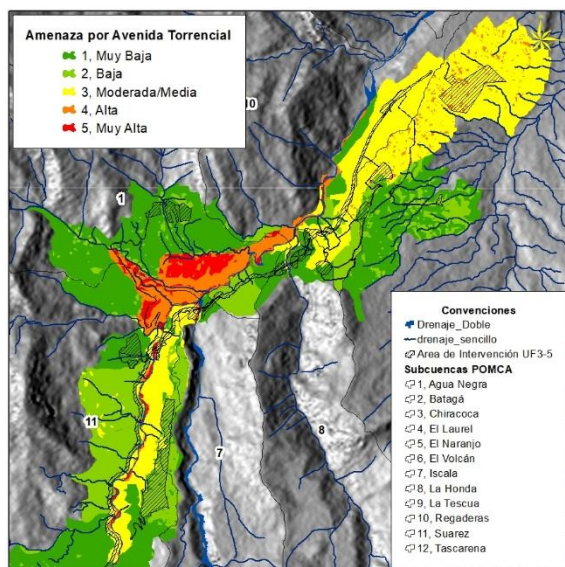 Amenaza por Avenida Torrencial
1, Muy Baja
2, Baja
3, Moderada/Media
4, Alta
5, Muy Alta
10
1
11
7
8
Convenciones
Drenaje_Doble
drenaje_sencillo
Area de Intervención UF3-5
Subcuencas POMCA
1, Agua Negra
2, Batagá
3, Chiracoca
4, El Laurel
5, El Naranjo
6, El Volcán
7, Iscala
8, La Honda
9, La Tescua
10, Regaderas
11, Suarez
12, Tascarena